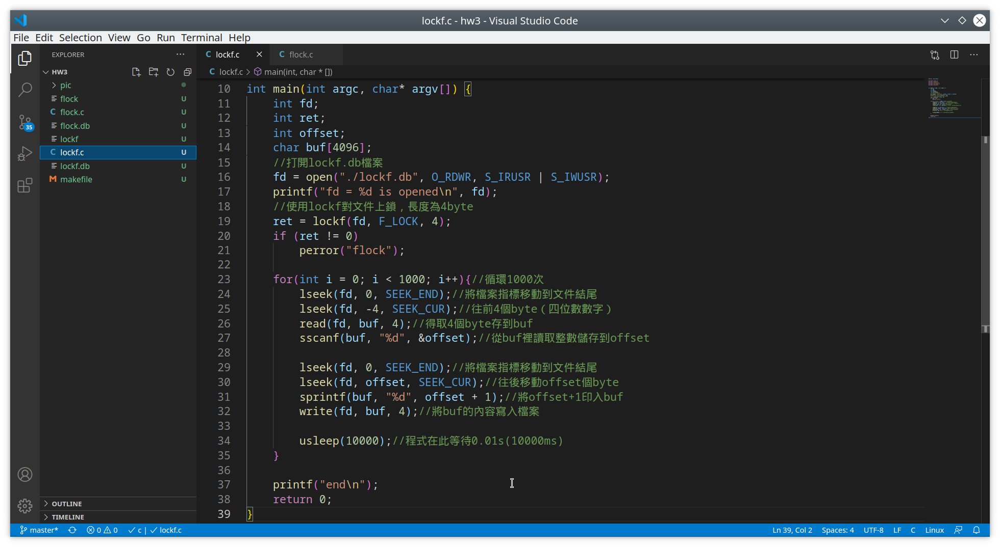 lockf.c - hw3 - Visual Studio Code
File Edit Selection View Go Run Terminal Help
EXPLORER
HW3
pic
flock U
flock.c U
flock.db U
lockf U
lockf.c U
lockf.db U
makefile U
35
OUTLINE
TIMELINE
lockf.c
flock.c
lockf.c > main(int, char * [])
10 int main(int argc, char* argv[]) {
11     int fd;
12     int ret;
13     int offset;
14     char buf[4096];
15     //打開lockf.db檔案
16     fd = open("./lockf.db", O_RDWR, S_IRUSR | S_IWUSR);
17     printf("fd = %d is opened\n", fd);
18     //使用lockf對文件上鎖，長度為4byte
19     ret = lockf(fd, F_LOCK, 4);
20     if (ret != 0)
21         perror("flock");
22
23     for(int i = 0; i < 1000; i++){//循環1000次
24         lseek(fd, 0, SEEK_END);//將檔案指標移動到文件結尾
25         lseek(fd, -4, SEEK_CUR);//往前4個byte（四位數數字）
26         read(fd, buf, 4);//得取4個byte存到buf
27         sscanf(buf, "%d", &offset);//從buf裡讀取整數儲存到offset
28
29         lseek(fd, 0, SEEK_END);//將檔案指標移動到文件結尾
30         lseek(fd, offset, SEEK_CUR);//往後移動offset個byte
31         sprintf(buf, "%d", offset + 1);//將offset+1印入buf
32         write(fd, buf, 4);//將buf的內容寫入檔案
33
34         usleep(10000);//程式在此等待0.01s(10000ms)
35     }
36
37     printf("end\n");
38     return 0;
39 }
master* 0 0 c | lockf.c Ln 39, Col 2 Spaces: 4 UTF-8 LF C Linux